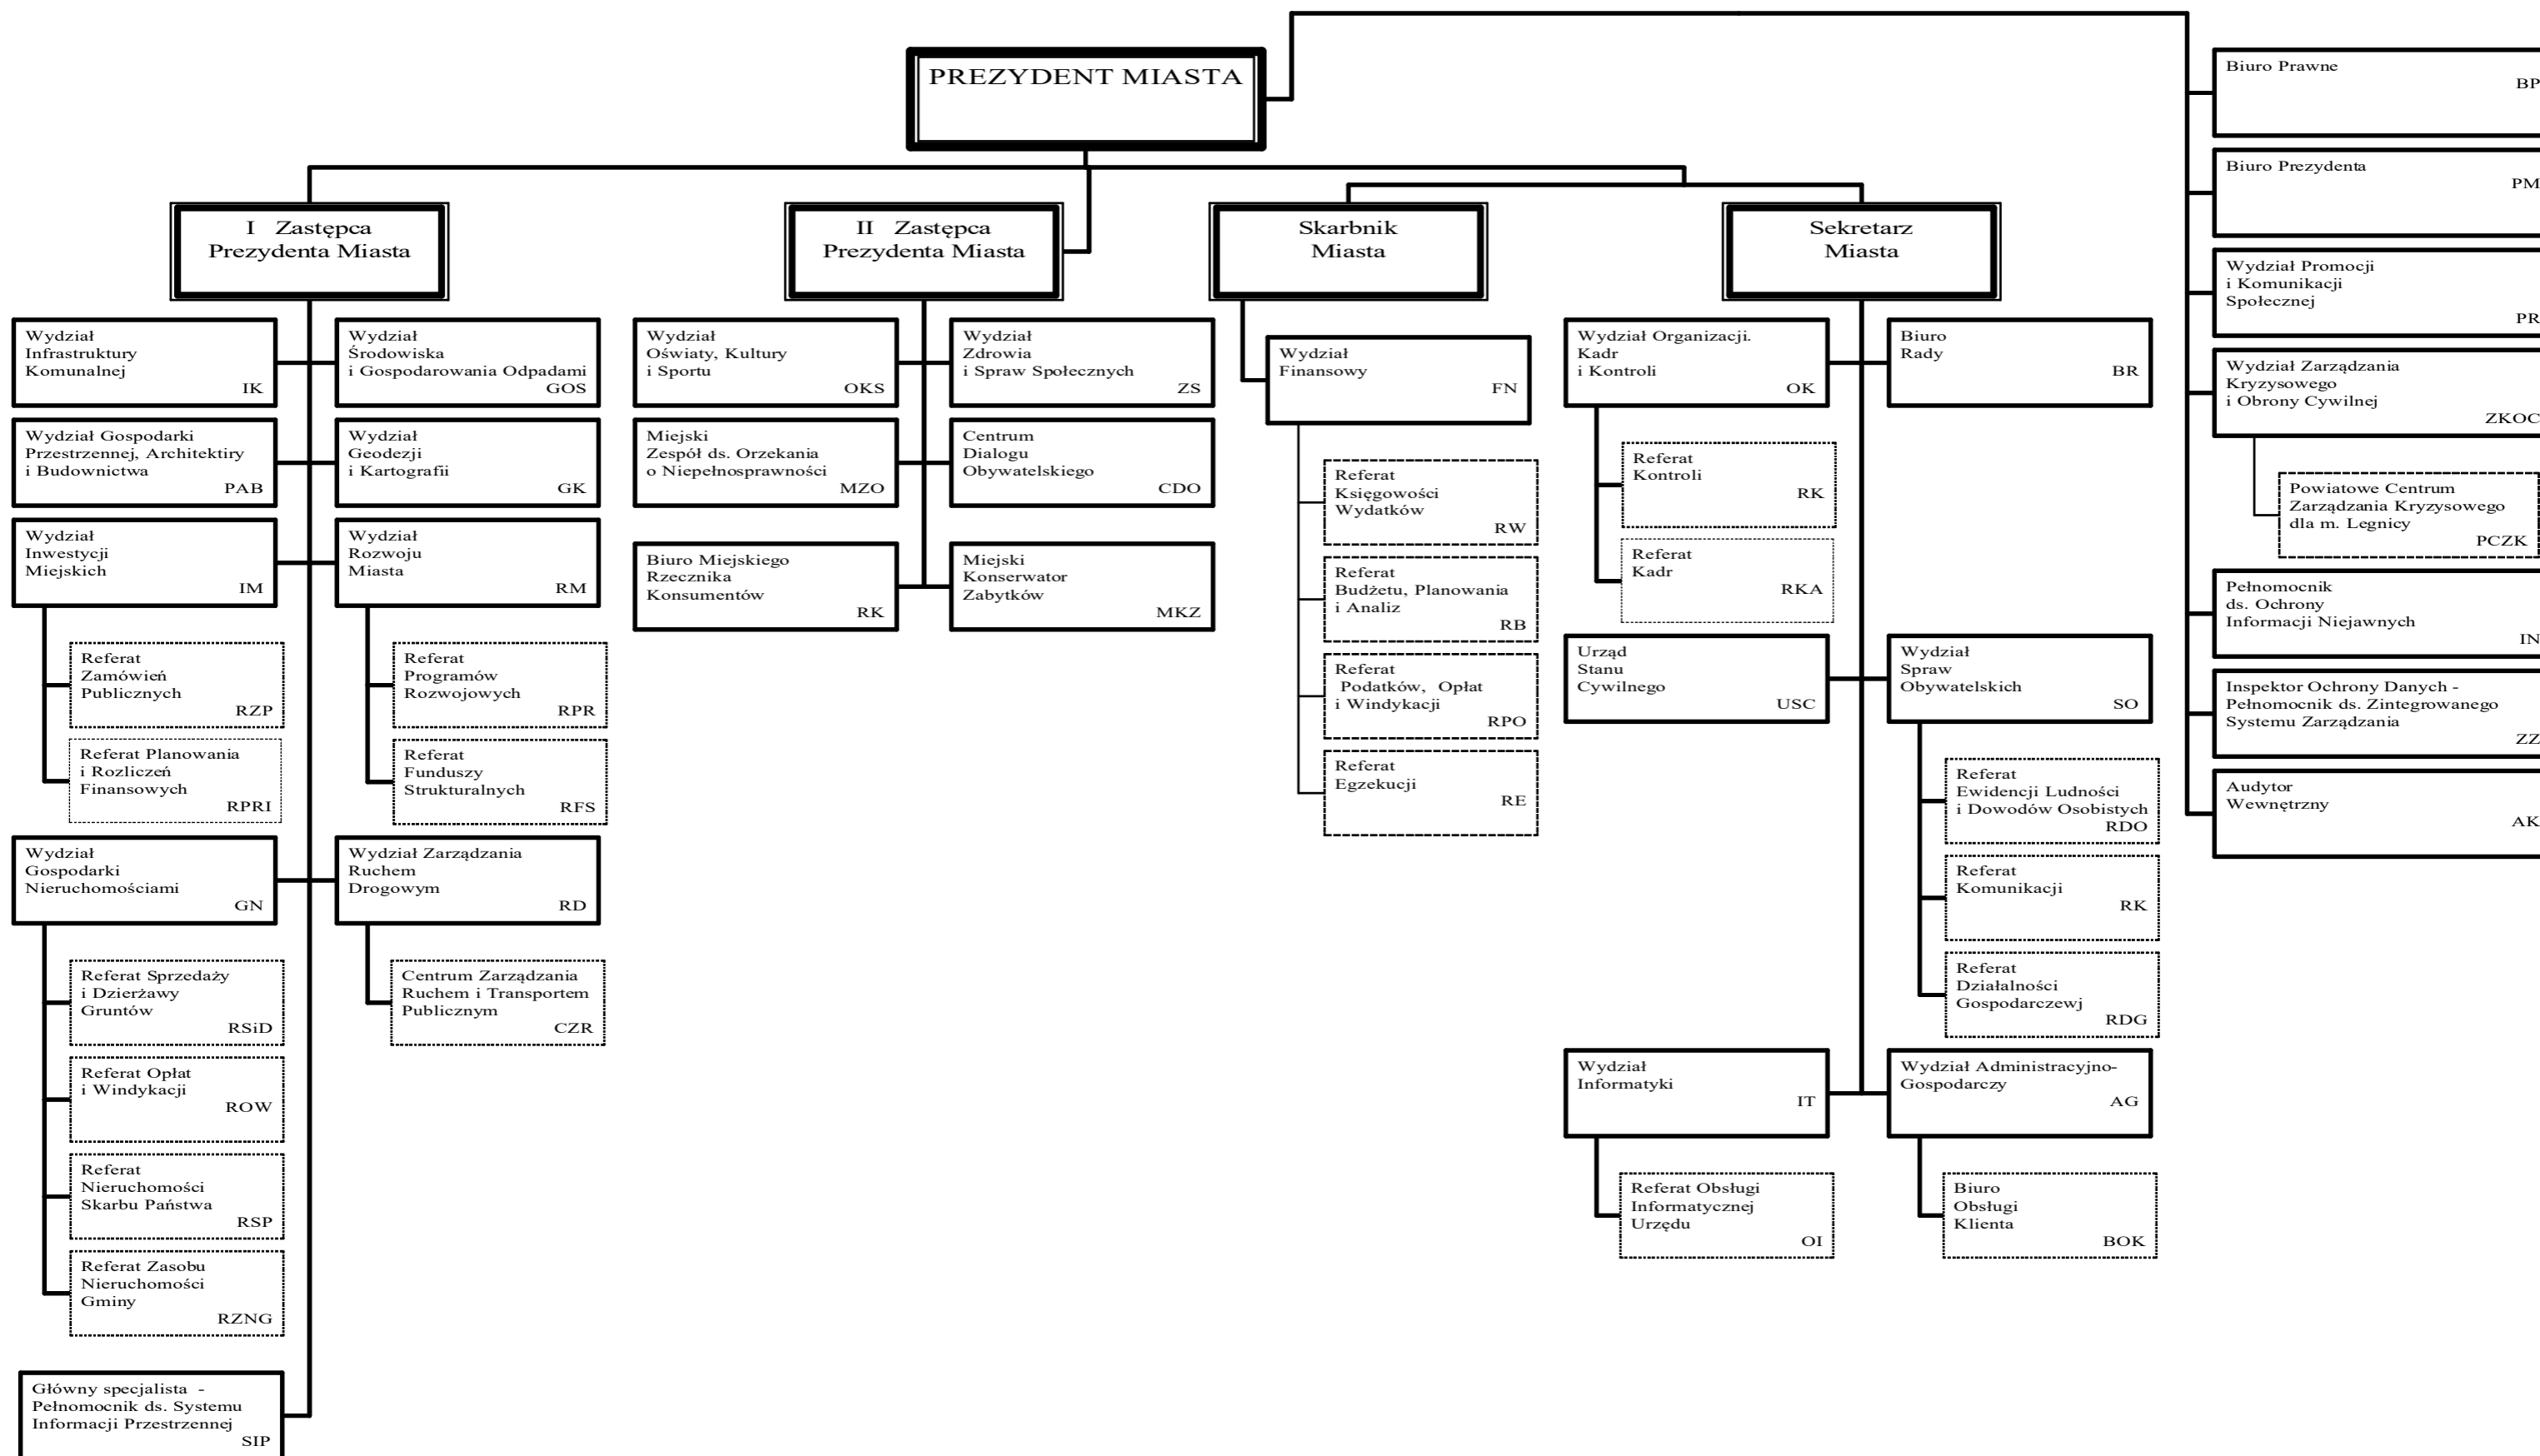 PREZYDENT MIASTA
I Zastępca
Prezydenta Miasta
Wydział
Infrastruktury
Komunalnej
IK
Wydział
Środowiska
i Gospodarowania Odpadami
GOS
Wydział Gospodarki
Przestrzennej, Architektiry
i Budownictwa
PAB
Wydział
Geodezji
i Kartografii
GK
Wydział
Inwestycji
Miejskich
IM
Wydział
Rozwoju
Miasta
RM
Referat
Zamówień
Publicznych
RZP
Referat
Programów
Rozwojowych
RPR
Referat Planowania
i Rozliczeń
Finansowych
RPRI
Referat
Funduszy
Strukturalnych
RFS
Wydział
Gospodarki
Nieruchomościami
GN
Wydział Zarządzania
Ruchem
Drogowym
RD
Referat Sprzedaży
i Dzierżawy
Gruntów
RSiD
Centrum Zarządzania
Ruchem i Transportem
Publicznym
CZR
Referat Opłat
i Windykacji
ROW
Referat
Nieruchomości
Skarbu Państwa
RSP
Referat Zasobu
Nieruchomości
Gminy
RZNG
Główny specjalista -
Pełnomocnik ds. Systemu
Informacji Przestrzennej
SIP
II Zastępca
Prezydenta Miasta
Wydział
Oświaty, Kultury
i Sportu
OKS
Wydział
Zdrowia
i Spraw Społecznych
ZS
Miejski
Zespół ds. Orzekania
o Niepełnosprawności
MZO
Centrum
Dialogu
Obywatelskiego
CDO
Biuro Miejskiego
Rzecznika
Konsumentów
RK
Miejski
Konserwator
Zabytków
MKZ
Skarbnik
Miasta
Wydział
Finansowy
FN
Referat
Księgowości
Wydatków
RW
Referat
Budżetu, Planowania
i Analiz
RB
Referat
Podatków, Opłat
i Windykacji
RPO
Referat
Egzekucji
RE
Sekretarz
Miasta
Wydział Organizacji.
Kadr
i Kontroli
OK
Biuro
Rady
BR
Referat
Kontroli
RK
Referat
Kadr
RKA
Urząd
Stanu
Cywilnego
USC
Wydział
Spraw
Obywatelskich
SO
Referat
Ewidencji Ludności
i Dowodów Osobistych
RDO
Referat
Komunikacji
RK
Referat
Działalności
Gospodarczewj
RDG
Wydział
Informatyki
IT
Wydział Administracyjno-
Gospodarczy
AG
Referat Obsługi
Informatycznej
Urzędu
OI
Biuro
Obsługi
Klienta
BOK
Biuro Prawne
BP
Biuro Prezydenta
PM
Wydział Promocji
i Komunikacji
Społecznej
PR
Wydział Zarządzania
Kryzysowego
i Obrony Cywilnej
ZKOC
Powiatowe Centrum
Zarządzania Kryzysowego
dla m. Legnicy
PCZK
Pełnomocnik
ds. Ochrony
Informacji Niejawnych
IN
Inspektor Ochrony Danych -
Pełnomocnik ds. Zintegrowanego
Systemu Zarządzania
ZZ
Audytor
Wewnętrzny
AK